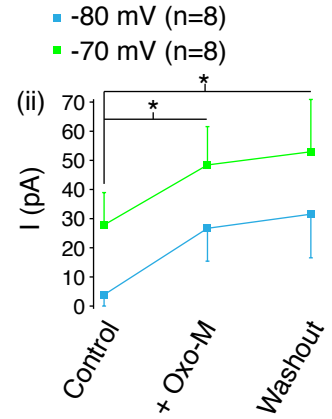 -80 mV (n=8)
-70 mV (n=8)
(ii)
*
*
I (pA)
70
60
50
40
30
20
10
0
Control
+ Oxo-M
Washout